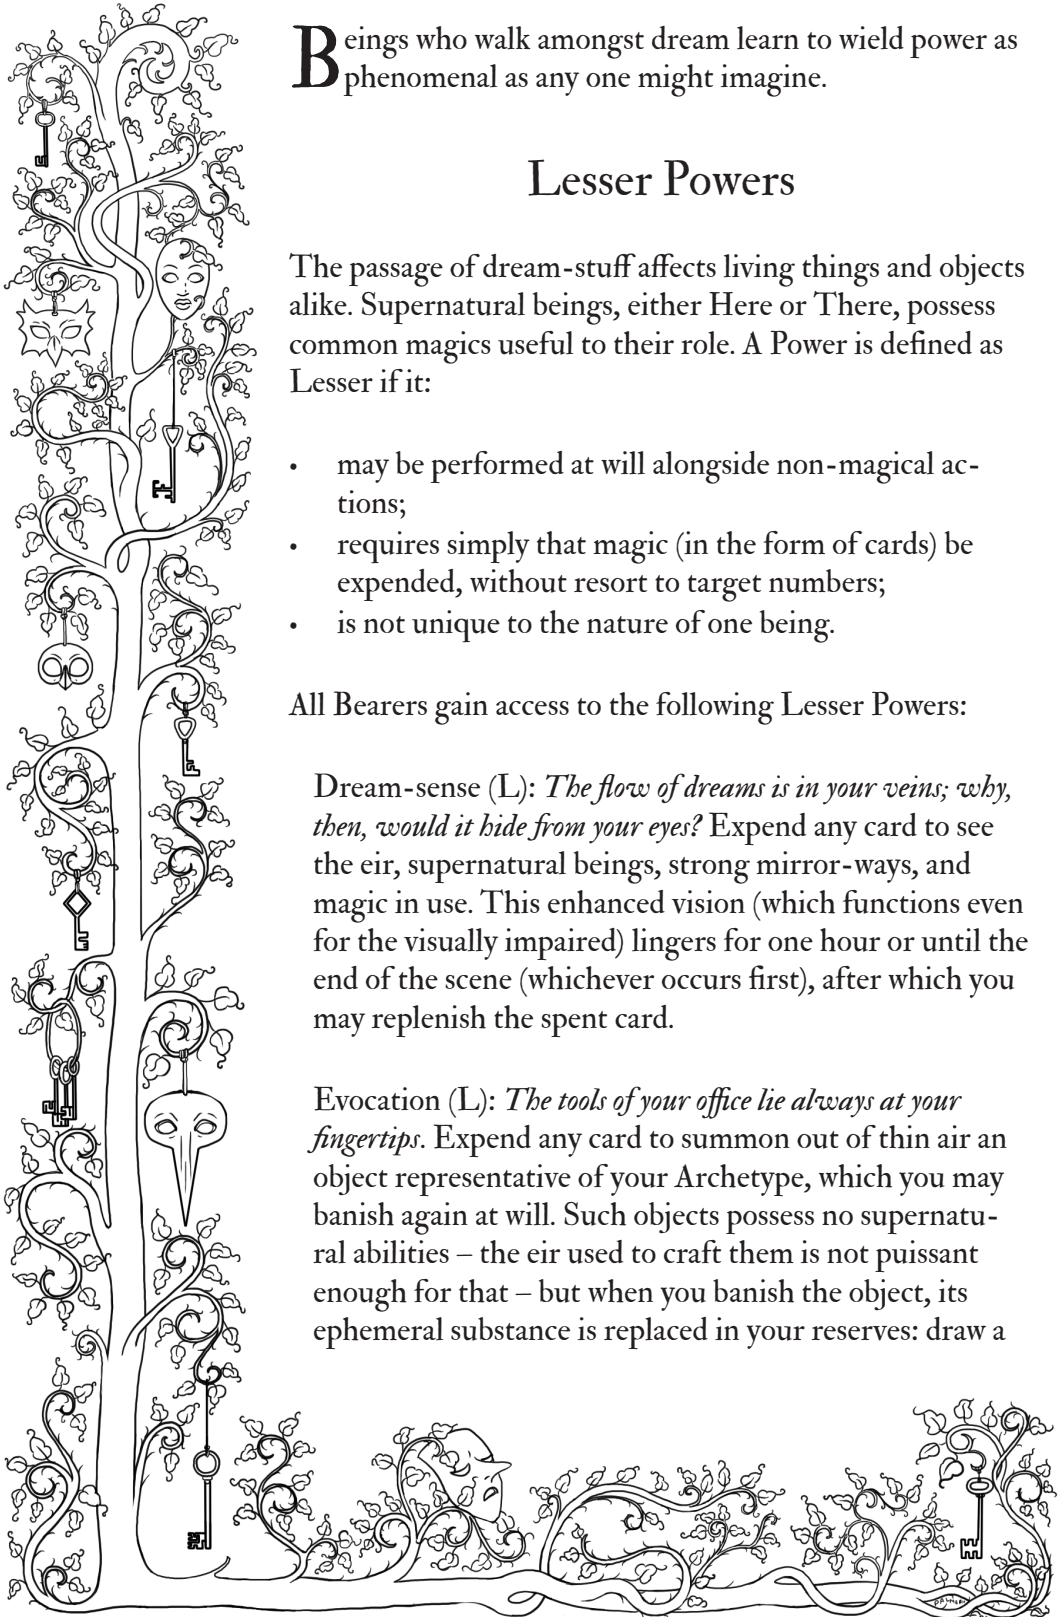 Beings who walk amongst dream learn to wield power as
phenomenal as any one might imagine.
Lesser Powers
The passage of dream-stuff affects living things and objects
alike. Supernatural beings, either Here or There, possess
common magics useful to their role. A Power is defined as
Lesser if it:
• may be performed at will alongside non-magical ac-
tions;
• requires simply that magic (in the form of cards) be
expended, without resort to target numbers;
• is not unique to the nature of one being.
All Bearers gain access to the following Lesser Powers:
Dream-sense (L): The flow of dreams is in your veins; why,
then, would it hide from your eyes? Expend any card to see
the eir, supernatural beings, strong mirror-ways, and
magic in use. This enhanced vision (which functions even
for the visually impaired) lingers for one hour or until the
end of the scene (whichever occurs first), after which you
may replenish the spent card.
Evocation (L): The tools of your office lie always at your
fingertips. Expend any card to summon out of thin air an
object representative of your Archetype, which you may
banish again at will. Such objects possess no supernatu-
ral abilities – the eir used to craft them is not puissant
enough for that – but when you banish the object, its
ephemeral substance is replaced in your reserves: draw a